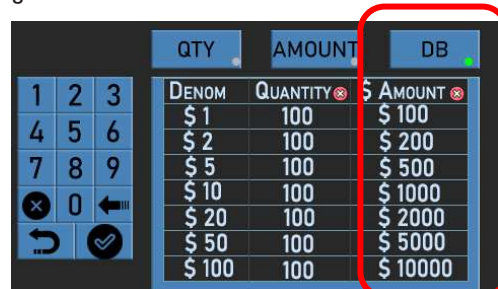 QTY AMOUNT DB
1 2 3
4 5 6
7 8 9
0
DENOM QUANTITY $ AMOUNT
$ 1 100 $ 100
$ 2 100 $ 200
$ 5 100 $ 500
$ 10 100 $ 1000
$ 20 100 $ 2000
$ 50 100 $ 5000
$ 100 100 $ 10000